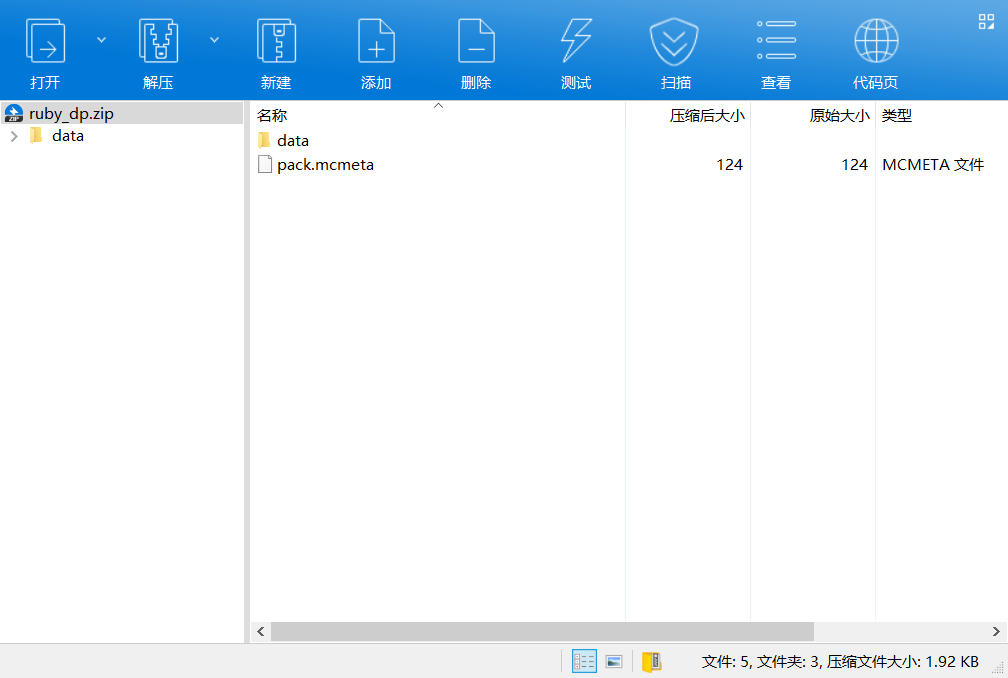 打开 解压 新建 添加 删除 测试 扫描 查看 代码页
ruby_dp.zip
data
名称 压缩后大小 原始大小 类型
data
pack.mcmeta 124 124 MCMETA 文件
文件: 5, 文件夹: 3, 压缩文件大小: 1.92 KB